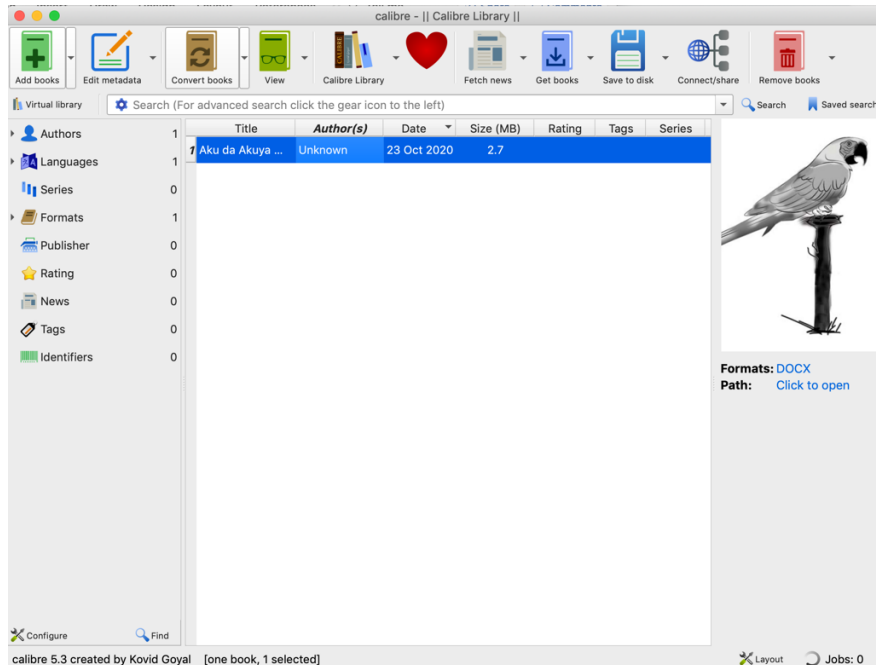 calibre - || Calibre Library ||
CALIBRE
Add books Edit metadata Convert books View Calibre Library Fetch news Get books Save to disk Connect/share Remove books
Virtual library Search (For advanced search click the gear icon to the left) Search Saved search
Authors 1
Languages 1
Series 0
Formats 1
Publisher 0
Rating 0
News 0
Tags 0
Identifiers 0
Title Author(s) Date Size (MB) Rating Tags Series
1 Aku da Akuya ... Unknown 23 Oct 2020 2.7
Formats: DOCX
Path: Click to open
Configure Find
calibre 5.3 created by Kovid Goyal [one book, 1 selected] Layout Jobs: 0